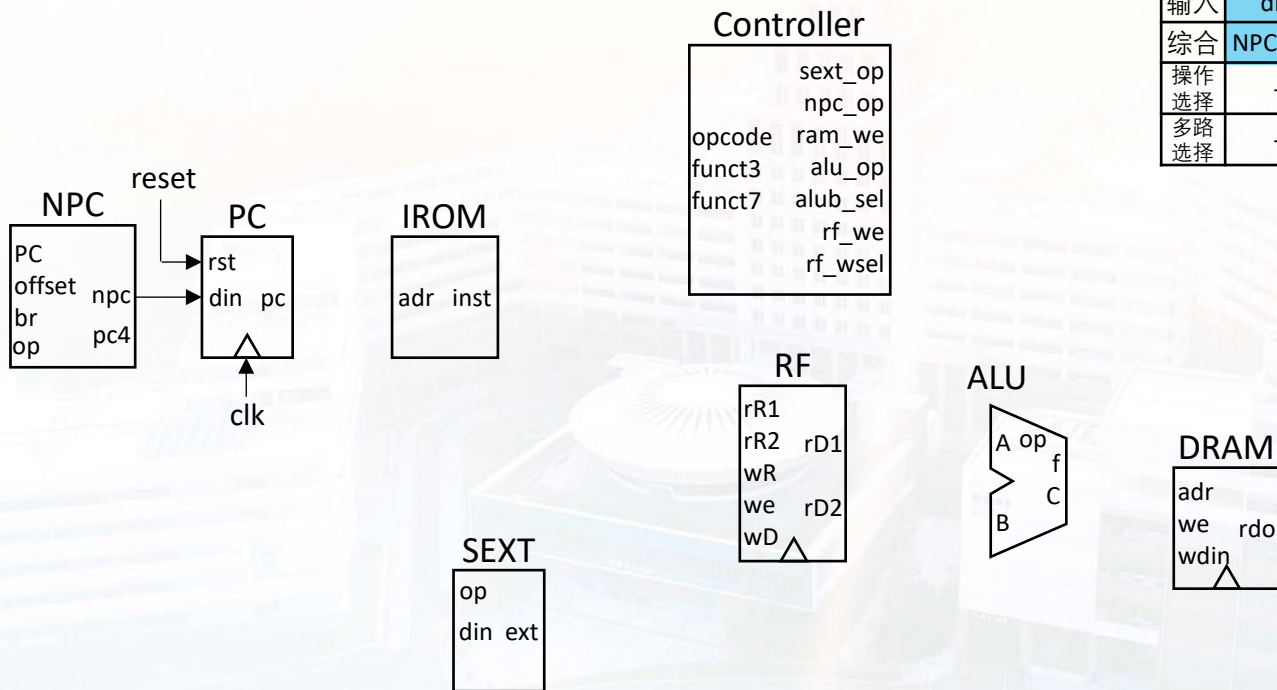 Controller
sext_op
npc_op
opcode ram_we
funct3 alu_op
funct7 alub_sel
rf_we
rf_wsel
输入
综合 NPC
操作
选择
多路
选择
reset
NPC
PC
offset
npc
br
pc4
op
PC
rst
din pc
clk
IROM
adr inst
RF
rR1
rR2 rD1
wR
we rD2
wD
ALU
A op
f
C
B
DRAM
adr
we
wdin
SEXT
op
din ext